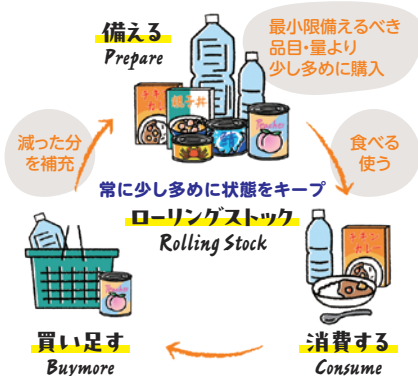 備える
Prepare
最小限備えるべき
品目・量より
少し多めに購入
減った分
を補充
食べる
使う
チキン
カレー
親子丼
Peaches
常に少し多めに状態をキープ
ローリングストック
Rolling Stock
チキン
カレー
買い足す
Buymore
消費する
Consume